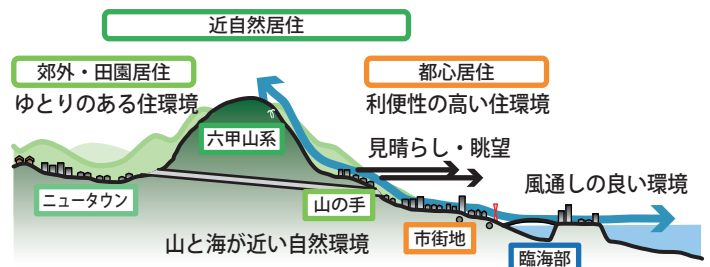 近自然居住
郊外・田園居住
都心居住
ゆとりのある住環境
利便性の高い住環境
六甲山系
見晴らし・眺望
風通しの良い環境
ニュータウン
山の手
山と海が近い自然環境
市街地
臨海部